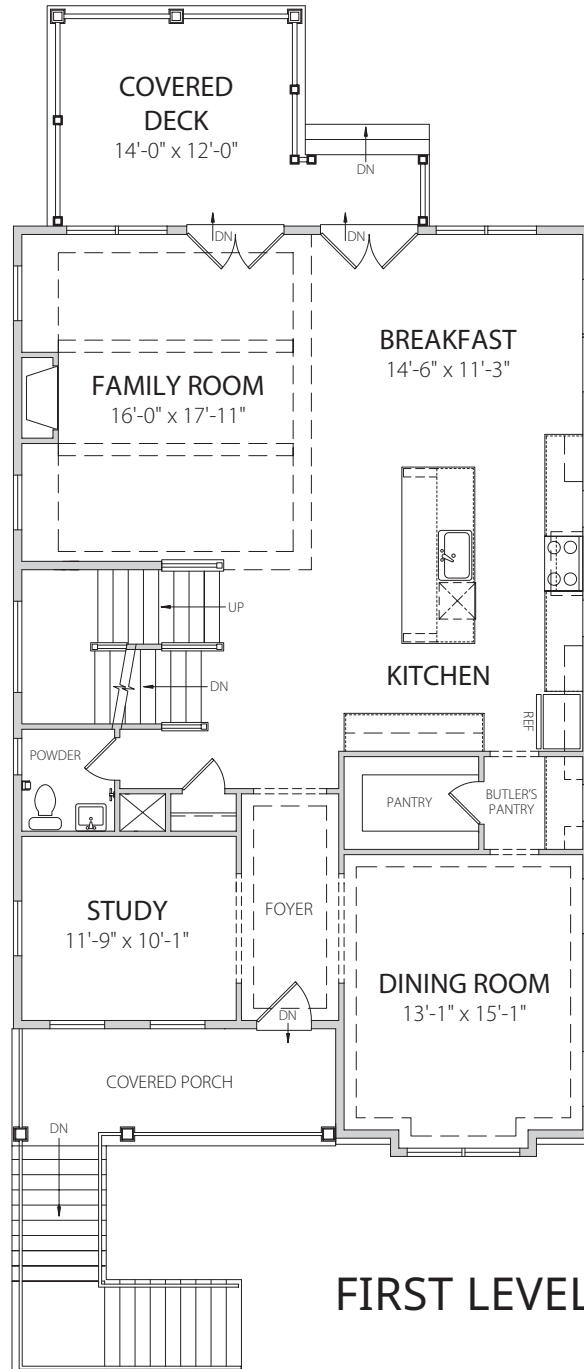 COVERED
DECK
14'-0" x 12'-0"
DN
DN
DN
BREAKFAST
14'-6" x 11'-3"
FAMILY ROOM
16'-0" x 17'-11"
UP
KITCHEN
DN
REF
POWDER
PANTRY
BUTLER'S
PANTRY
STUDY
11'-9" x 10'-1"
FOYER
DINING ROOM
13'-1" x 15'-1"
DN
COVERED PORCH
DN
FIRST LEVEL